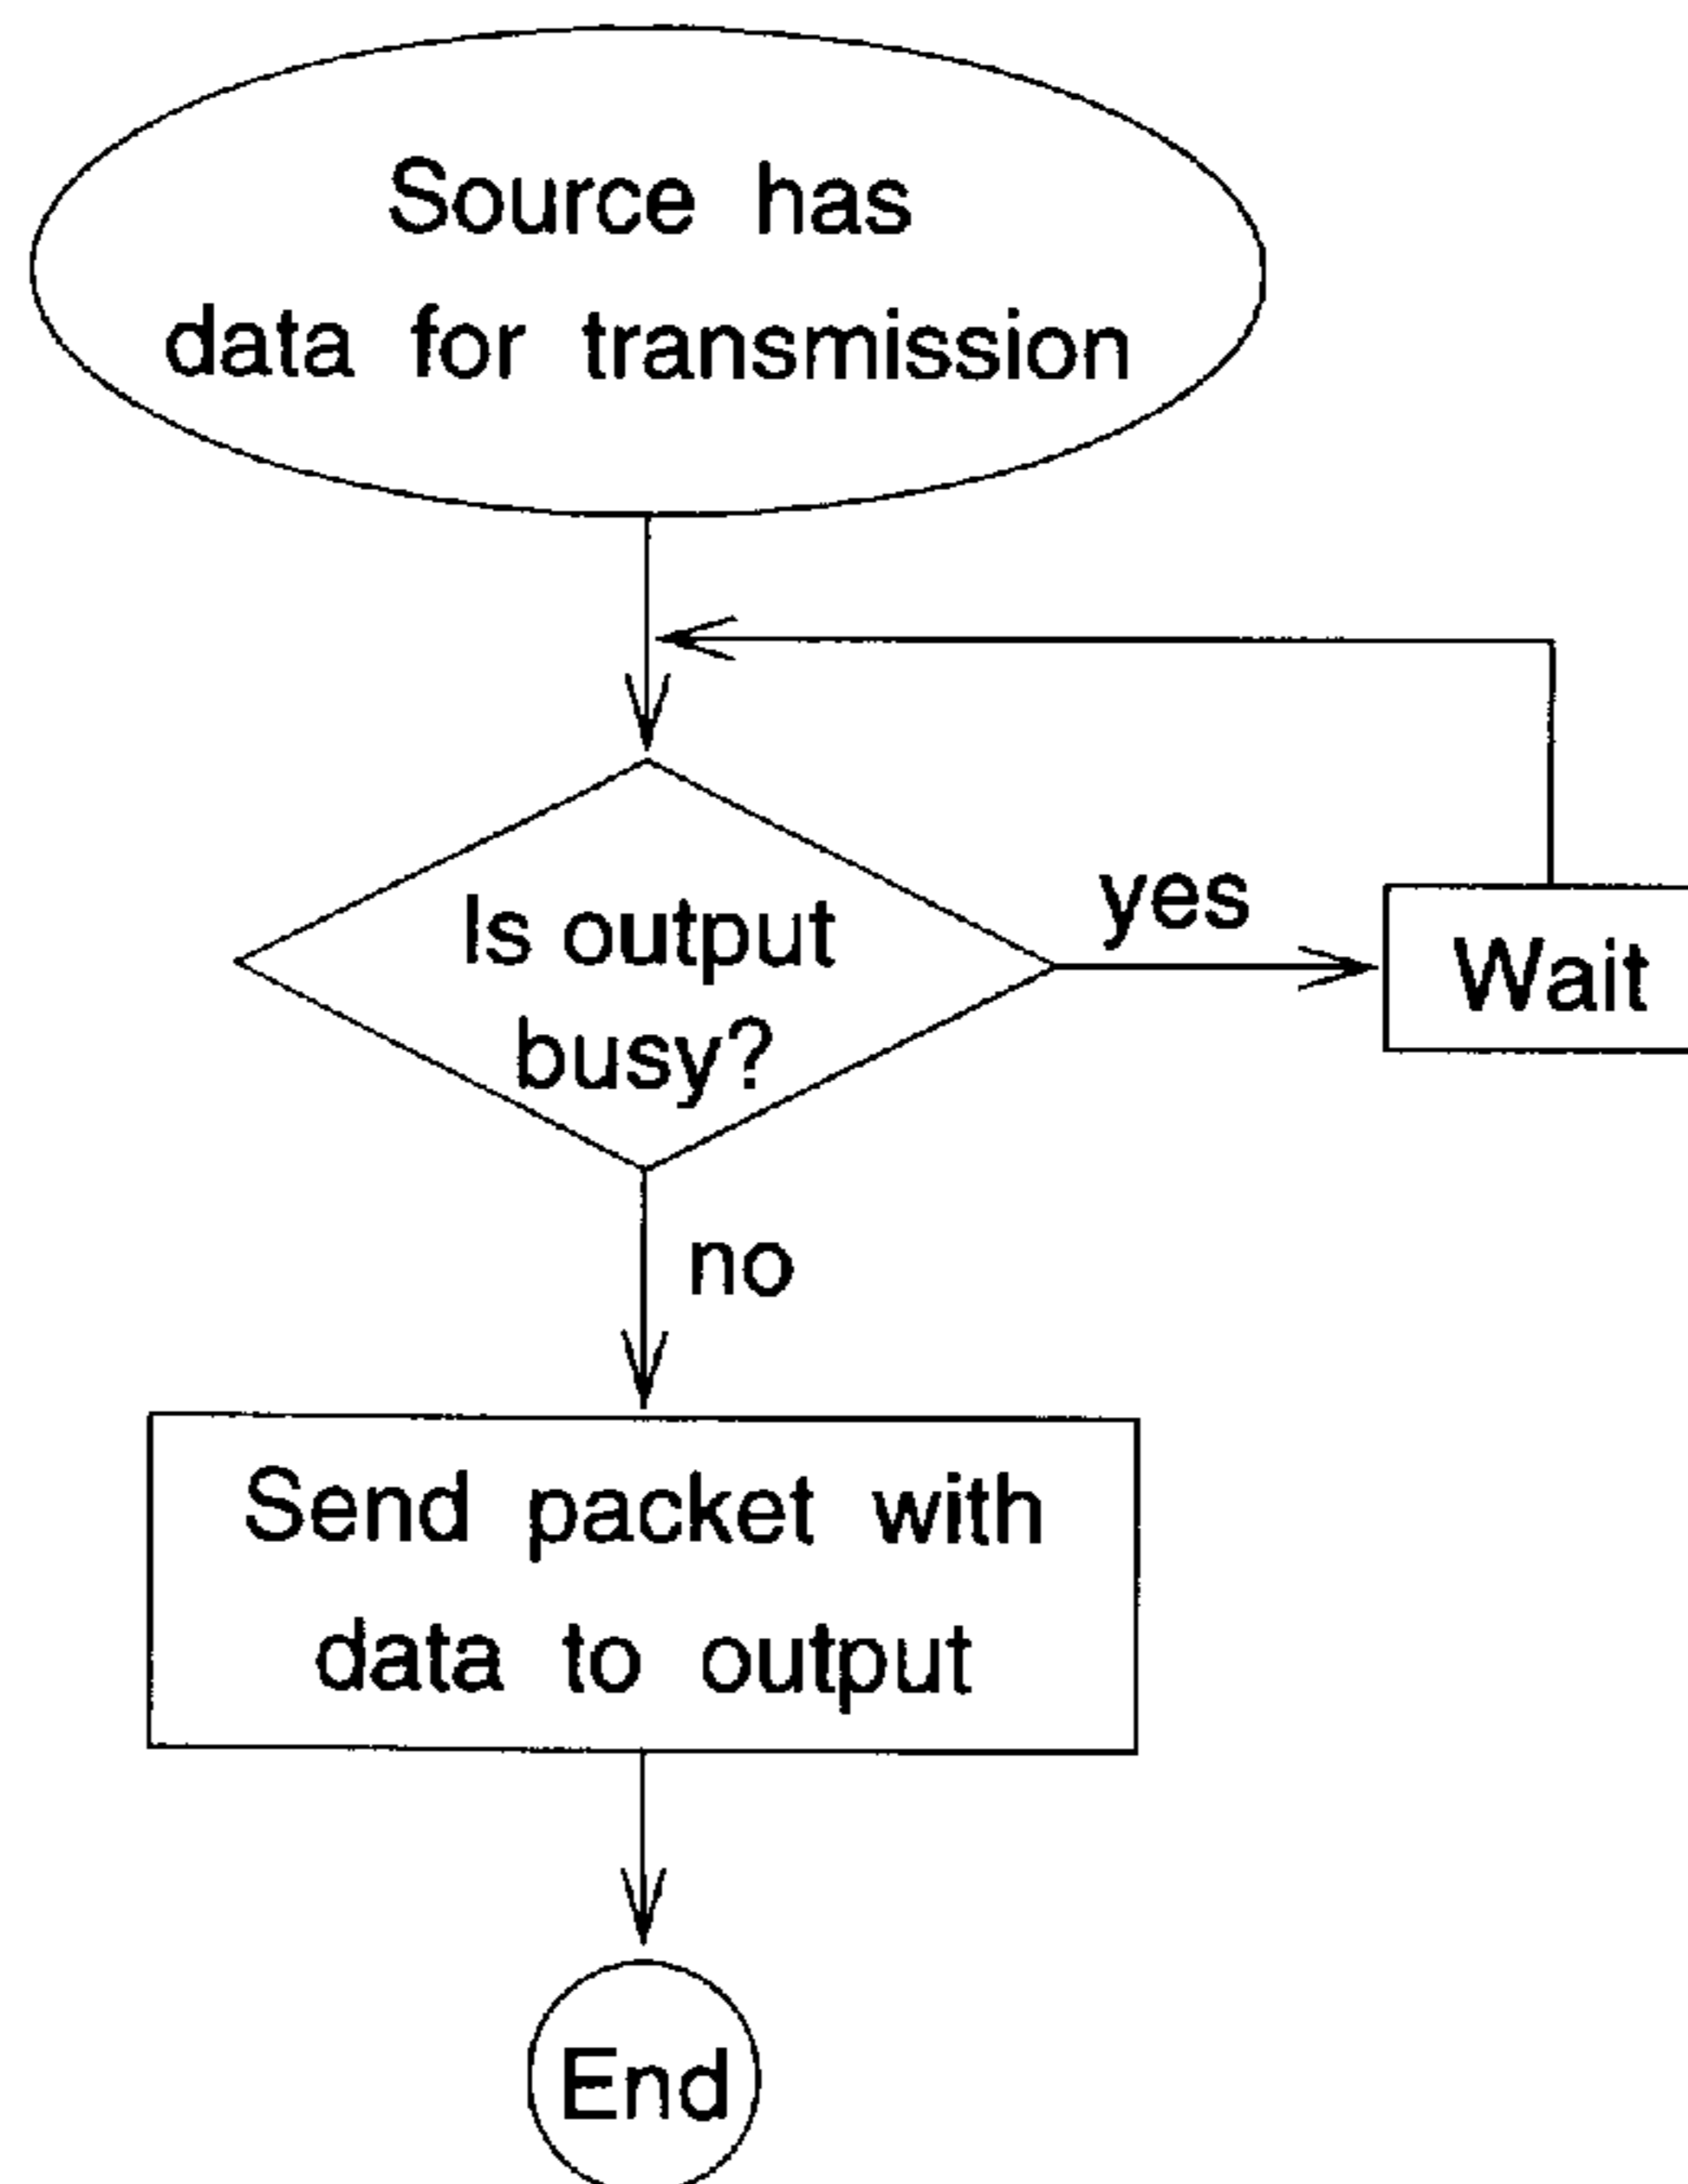 Source has
data for transmission
Is output
busy?
yes
Wait
no
Send packet with
data to output
End